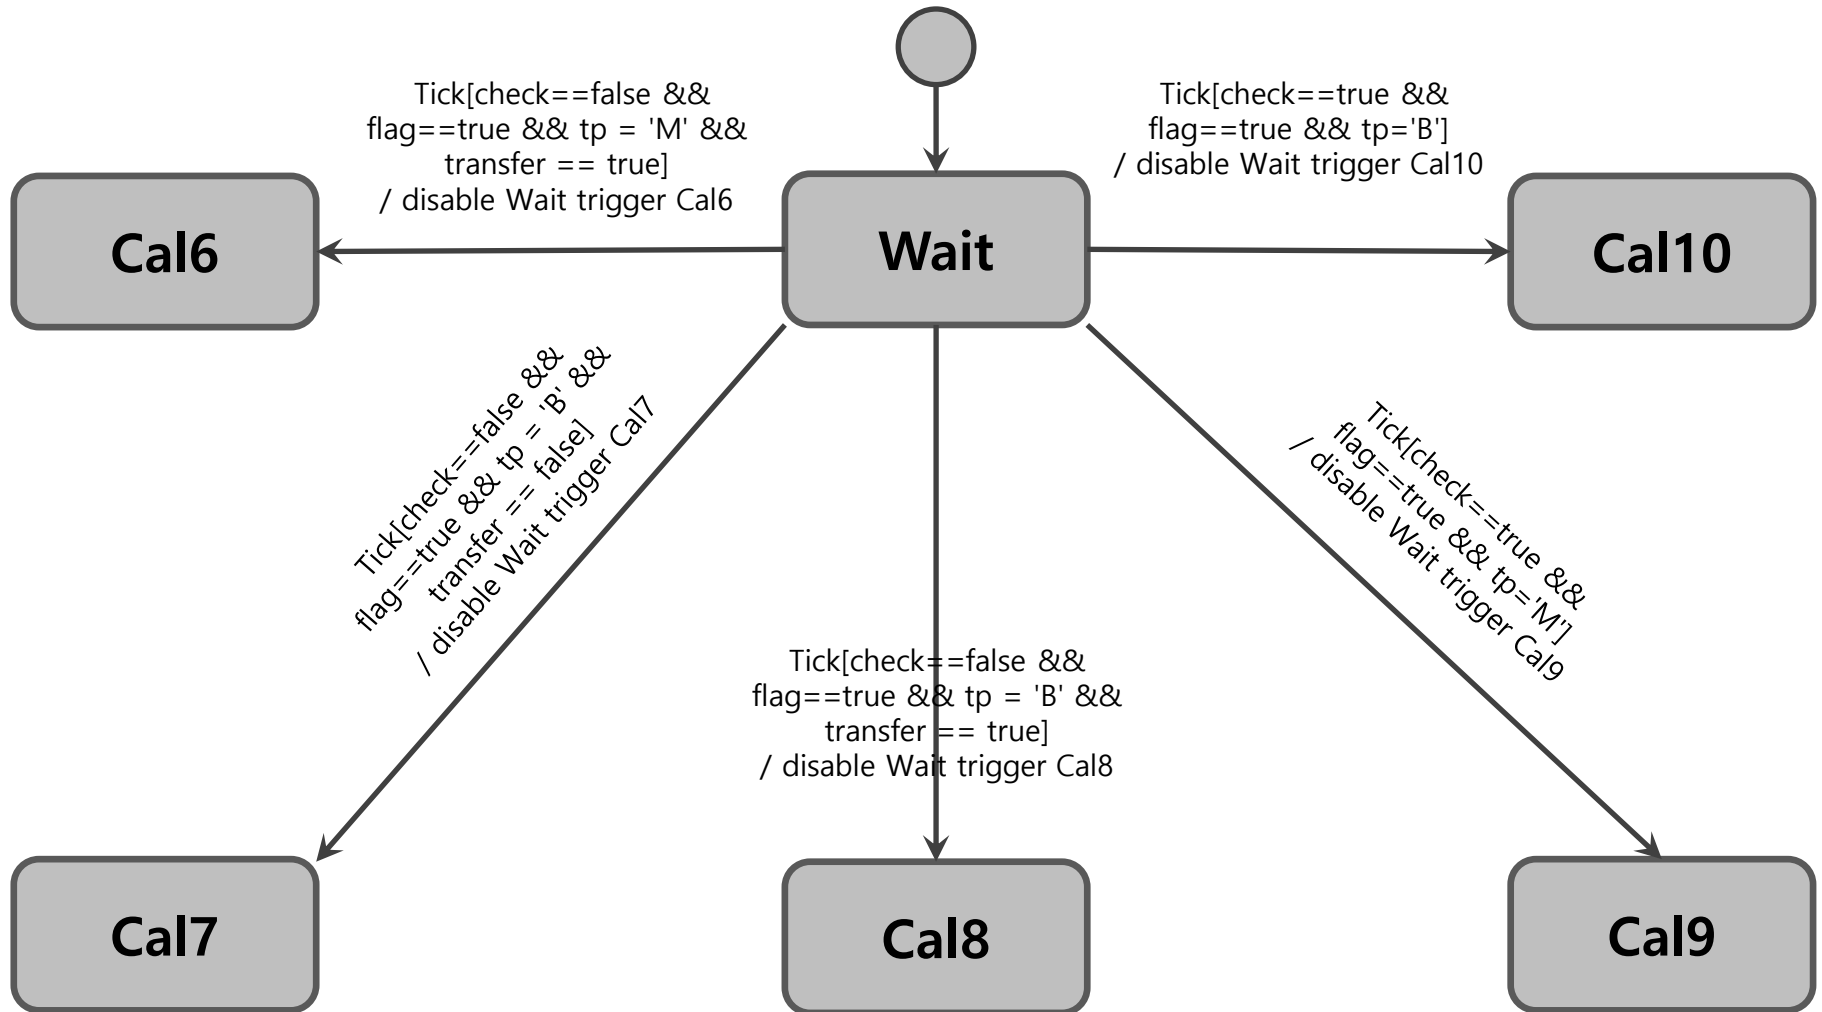 Tick[check==false &&
flag==true && tp = 'M' &&
transfer == true]
/ disable Wait trigger Cal6
Tick[check==true &&
flag==true && tp='B']
/ disable Wait trigger Cal10
Cal6
Wait
Cal10
Tick[check==false &&
flag==true && tp = 'B' &&
transfer == false]
/ disable Wait trigger Cal7
Tick[check==true &&
flag==true && tp='M']
/ disable Wait trigger Cal9
Tick[check==false &&
flag==true && tp = 'B' &&
transfer == true]
/ disable Wait trigger Cal8
Cal7
Cal8
Cal9